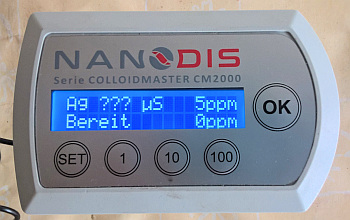 NANODIS
Serie COLLOIDMASTER CM2000
Ag ??? µS 5ppm
Bereit 0ppm
OK
SET 1 10 100